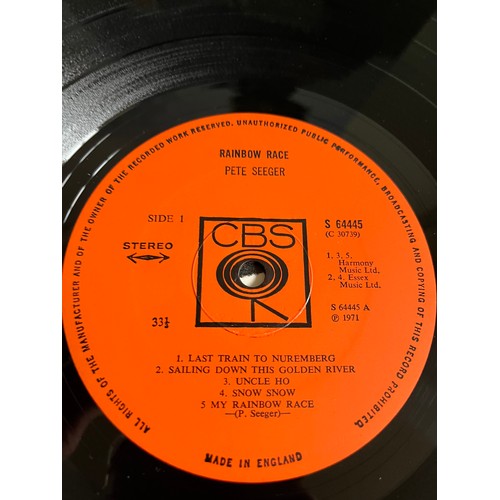 ALL RIGHTS OF THE MANUFACTURER AND OF THE OWNER OF THE RECORDED WORK RESERVED. UNAUTHORIZED PUBLIC PERFORMANCE, BROADCASTING AND COPYING OF THIS RECORD PROHIBITED.
RAINBOW RACE
PETE SEEGER
SIDE 1
STEREO
33⅓
CBS
S 64445
(C 30739)
1, 3, 5.
Harmony
Music Ltd.
2, 4. Essex
Music Ltd.
S 64445 A
Ⓟ 1971
1. LAST TRAIN TO NUREMBERG
2. SAILING DOWN THIS GOLDEN RIVER
3. UNCLE HO
4. SNOW SNOW
5 MY RAINBOW RACE
—(P. Seeger)—
MADE IN ENGLAND